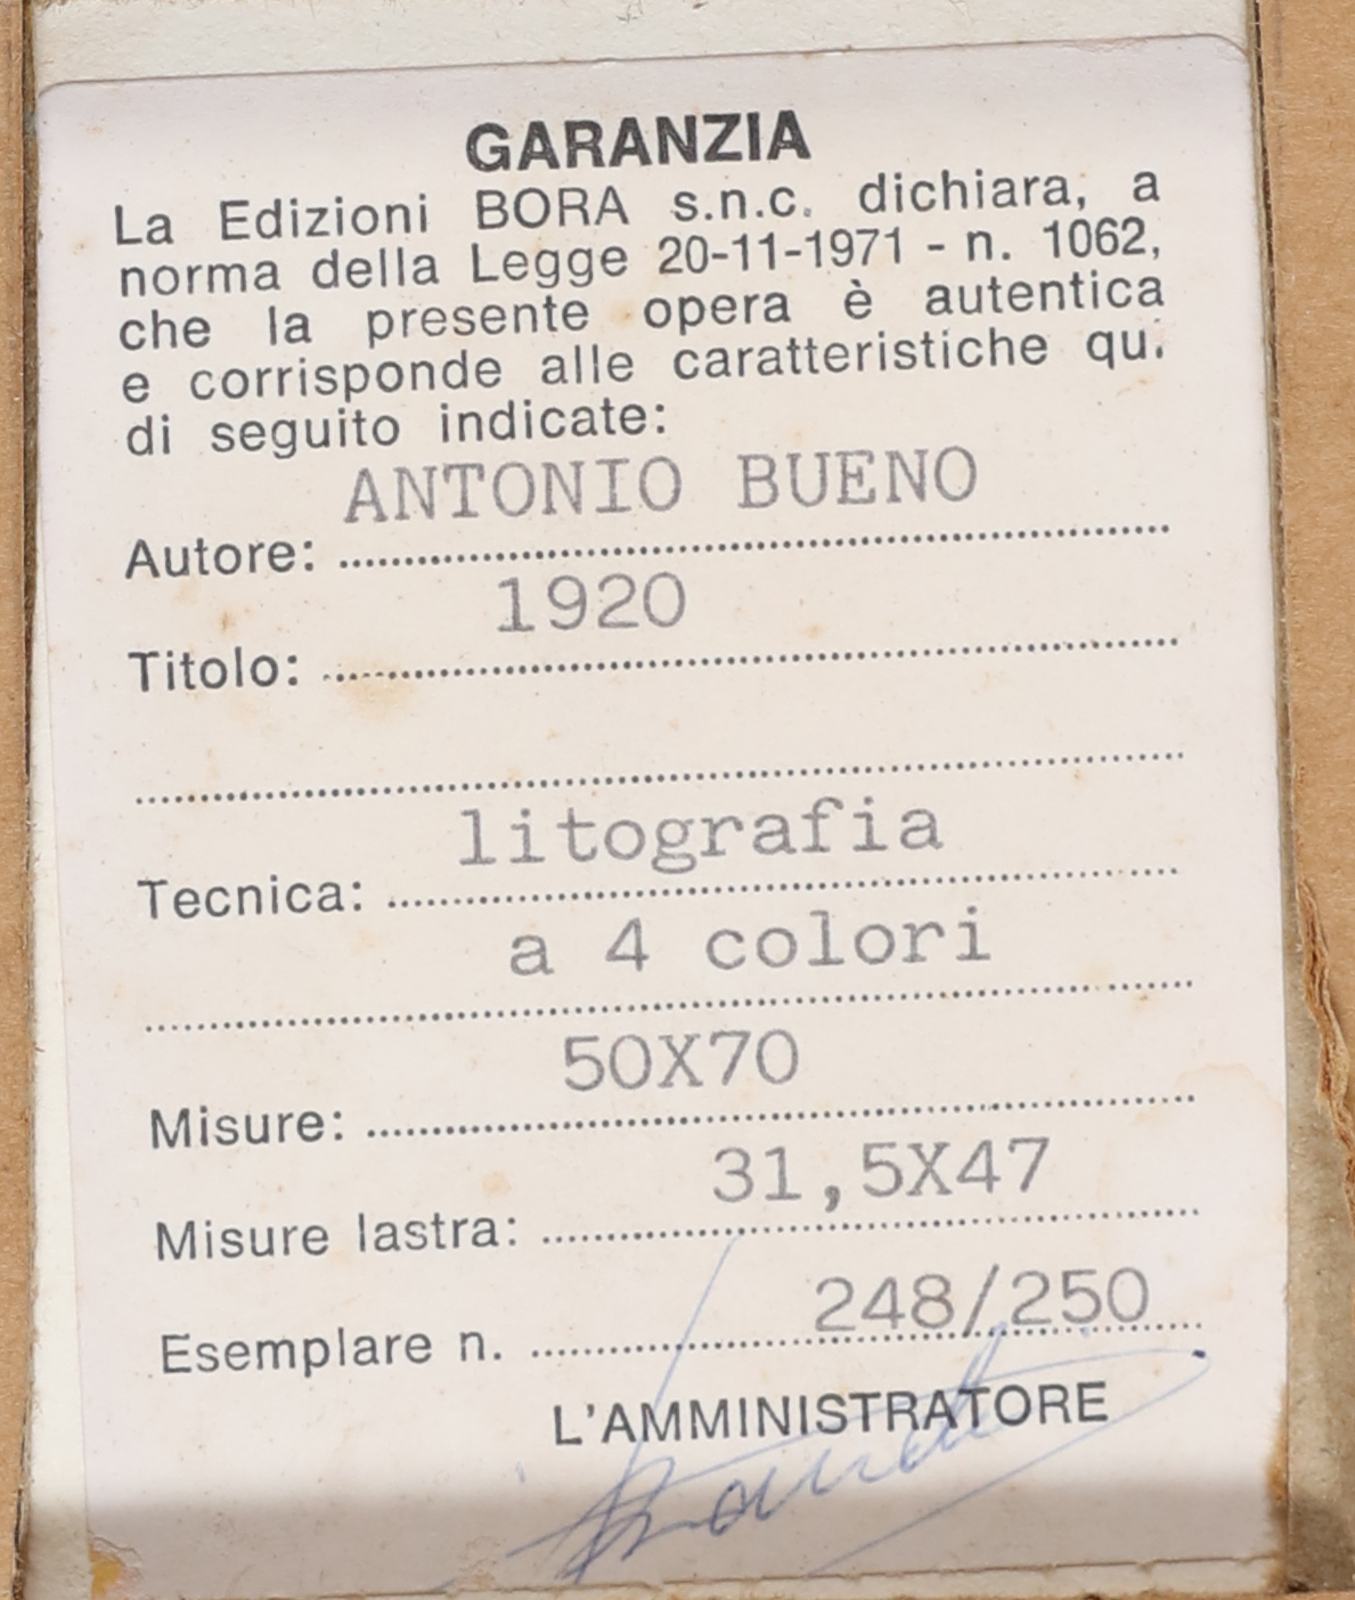 GARANZIA
La Edizioni BORA s.n.c. dichiara, a
norma della Legge 20-11-1971 - n. 1062,
che la presente opera è autentica
e corrisponde alle caratteristiche qui
di seguito indicate:
ANTONIO BUENO
Autore:
1920
Titolo:
litografia
Tecnica:
a 4 colori
50X70
Misure:
31,5X47
Misure lastra:
248/250
Esemplare n.
L'AMMINISTRATORE